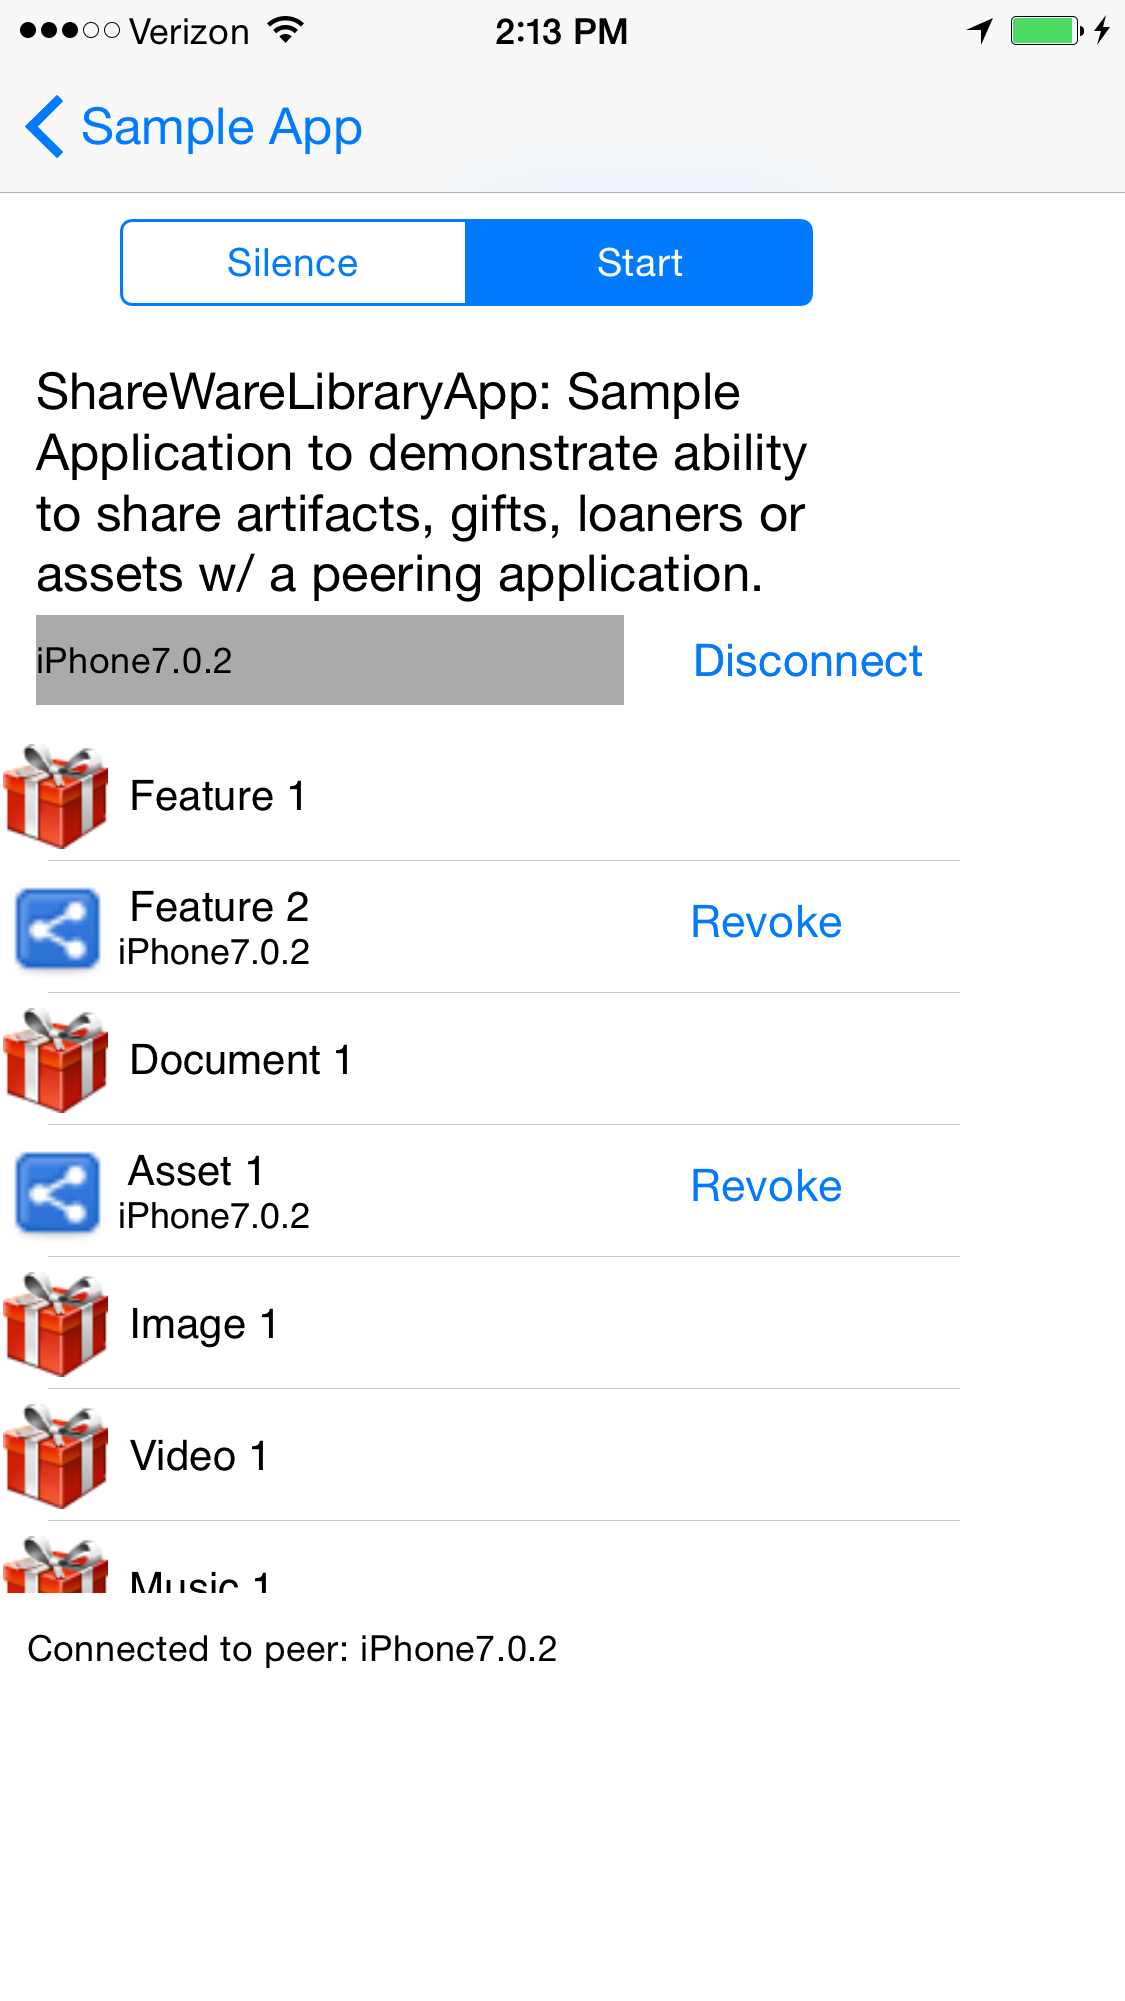 Verizon 2:13 PM
Sample App
Silence Start
ShareWareLibraryApp: Sample
Application to demonstrate ability
to share artifacts, gifts, loaners or
assets w/ a peering application.
iPhone7.0.2 Disconnect
Feature 1
Feature 2
iPhone7.0.2
Revoke
Document 1
Asset 1
iPhone7.0.2
Revoke
Image 1
Video 1
Music 1
Connected to peer: iPhone7.0.2